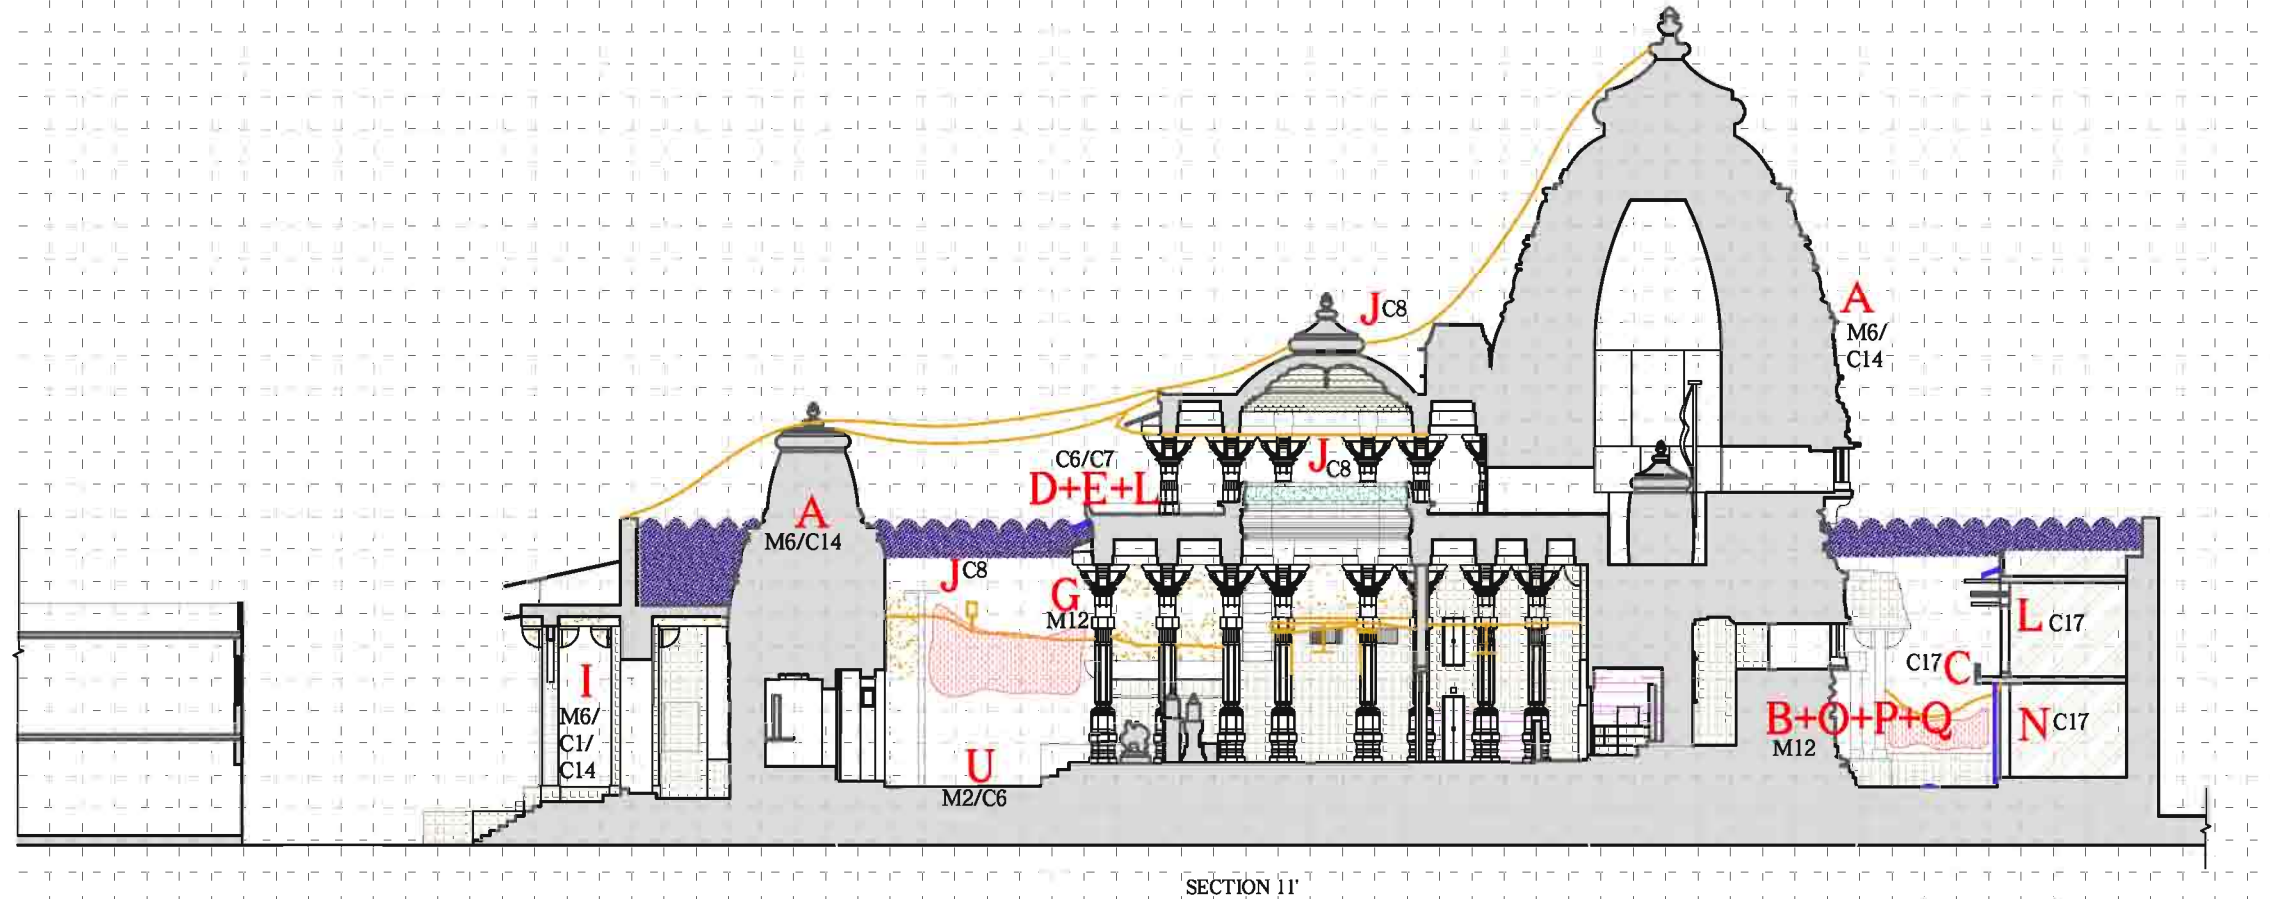 J C8
A
M6/
C14
C6/C7
D+E+L
J C8
A
M6/C14
J C8
G
M12
I
M6/
C1/
C14
U
M2/C6
L C17
C17 C
B+O+P+Q
M12
N C17
SECTION 11'